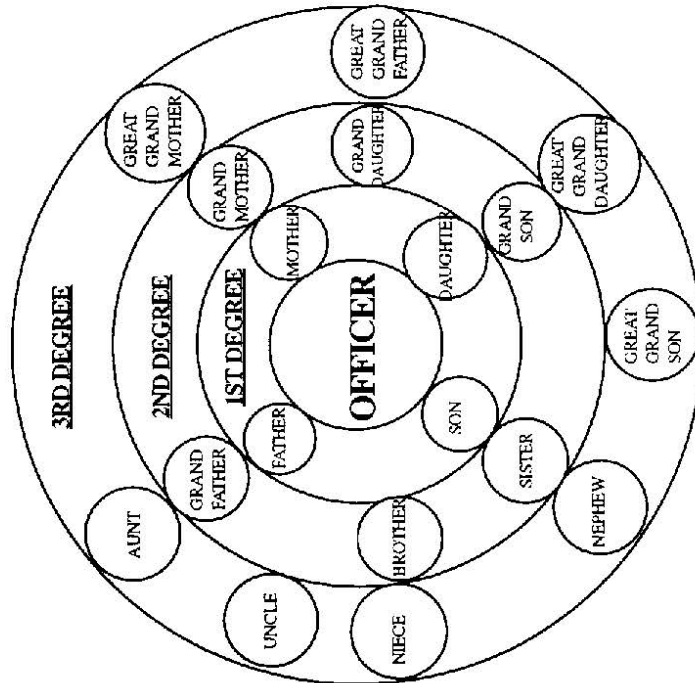 3RD DEGREE
AUNT
GREAT
GRAND
MOTHER
2ND DEGREE
GRAND
FATHER
GRAND
MOTHER
1ST DEGREE
UNCLE
FATHER
MOTHER
OFFICER
GRAND
DAUGHTER
GREAT
GRAND
FATHER
NIECE
BROTHER
SON
DAUGHTER
SISTER
GRAND
SON
NEPHEW
GREAT
GRAND
DAUGHTER
GREAT
GRAND
SON